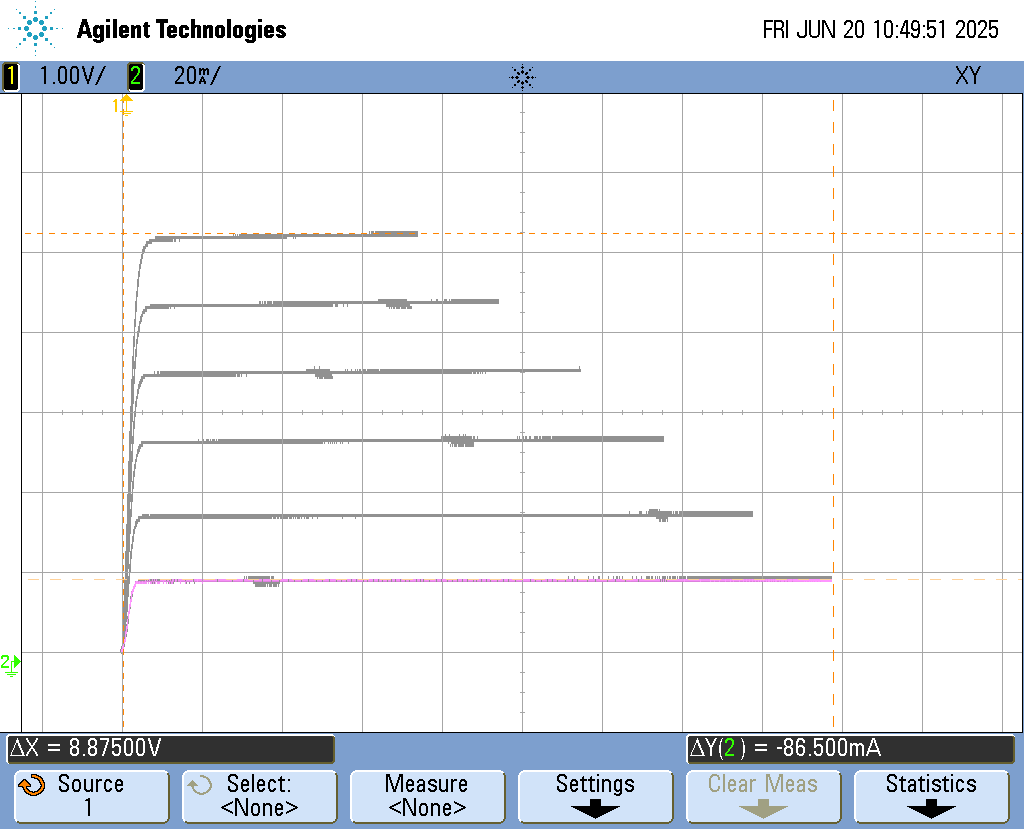 Agilent Technologies
FRI JUN 20 10:49:51 2025
1 1.00V/ 2 20mA/ XY
1
2
ΔX = 8.87500V
ΔY(2) = -86.500mA
Source
1
Select:
<None>
Measure
<None>
Settings
Clear Meas
Statistics